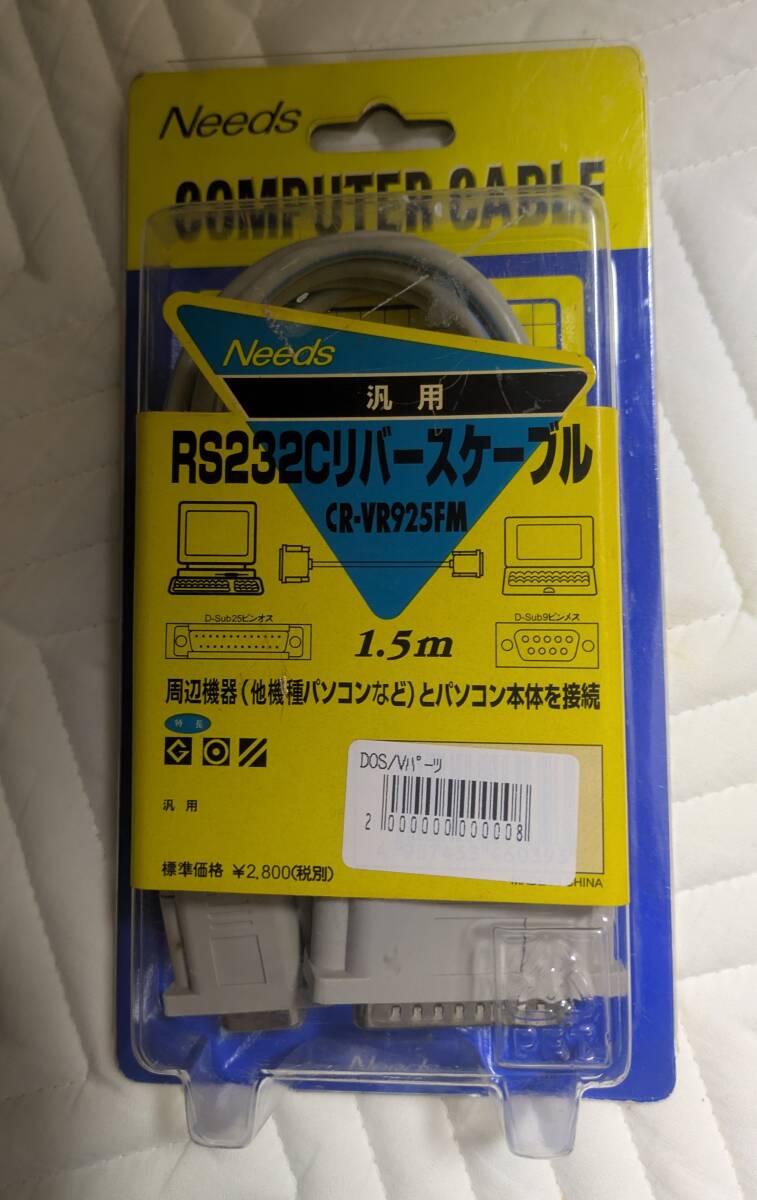 Needs
COMPUTER CABLE
Needs
汎用
RS232Cリバースケーブル
CR-VR925FM
D-Sub25ピンオス
D-Sub9ピンメス
1.5m
周辺機器(他機種パソコンなど)とパソコン本体を接続
特長
汎用
DOS/Vパーツ
2 000000 000008
標準価格 ¥2,800(税別)
CHINA